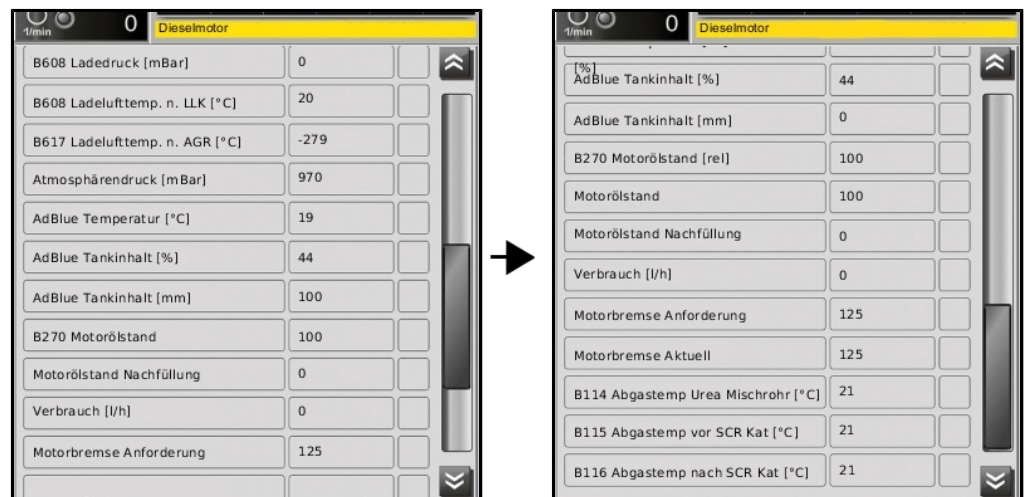 1/min 0 Dieselmotor
B608 Ladedruck [mBar] 0
B608 Ladelufttemp. n. LLK [°C] 20
B617 Ladelufttemp. n. AGR [°C] -279
Atmosphärendruck [mBar] 970
AdBlue Temperatur [°C] 19
AdBlue Tankinhalt [%] 44
AdBlue Tankinhalt [mm] 100
B270 Motorölstand 100
Motorölstand Nachfüllung 0
Verbrauch [l/h] 0
Motorbremse Anforderung 125
1/min 0 Dieselmotor
[%]
AdBlue Tankinhalt [%] 44
AdBlue Tankinhalt [mm] 0
B270 Motorölstand [rel] 100
Motorölstand 100
Motorölstand Nachfüllung 0
Verbrauch [l/h] 0
Motorbremse Anforderung 125
Motorbremse Aktuell 125
B114 Abgastemp Urea Mischrohr [°C] 21
B115 Abgastemp vor SCR Kat [°C] 21
B116 Abgastemp nach SCR Kat [°C] 21